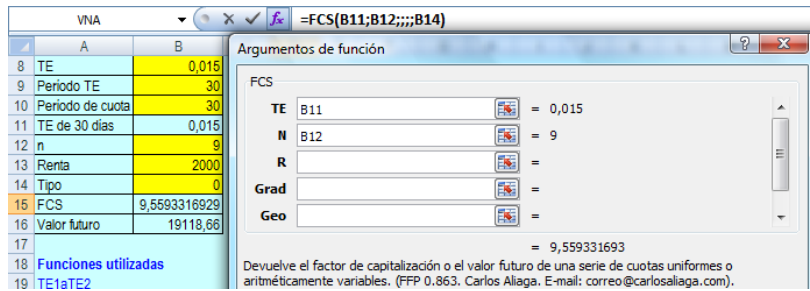 VNA =FCS(B11;B12;;;;B14)
A B
8 TE 0,015
9 Período TE 30
10 Período de cuota 30
11 TE de 30 días 0,015
12 n 9
13 Renta 2000
14 Tipo 0
15 FCS 9,5593316929
16 Valor futuro 19118,66
17
18 Funciones utilizadas
19 TE1aTE2
Argumentos de función
FCS
TE B11 = 0,015
N B12 = 9
R =
Grad =
Geo =
= 9,559331693
Devuelve el factor de capitalización o el valor futuro de una serie de cuotas uniformes o
aritméticamente variables. (FFP 0.863. Carlos Aliaga. E-mail: correo@carlosaliaga.com).